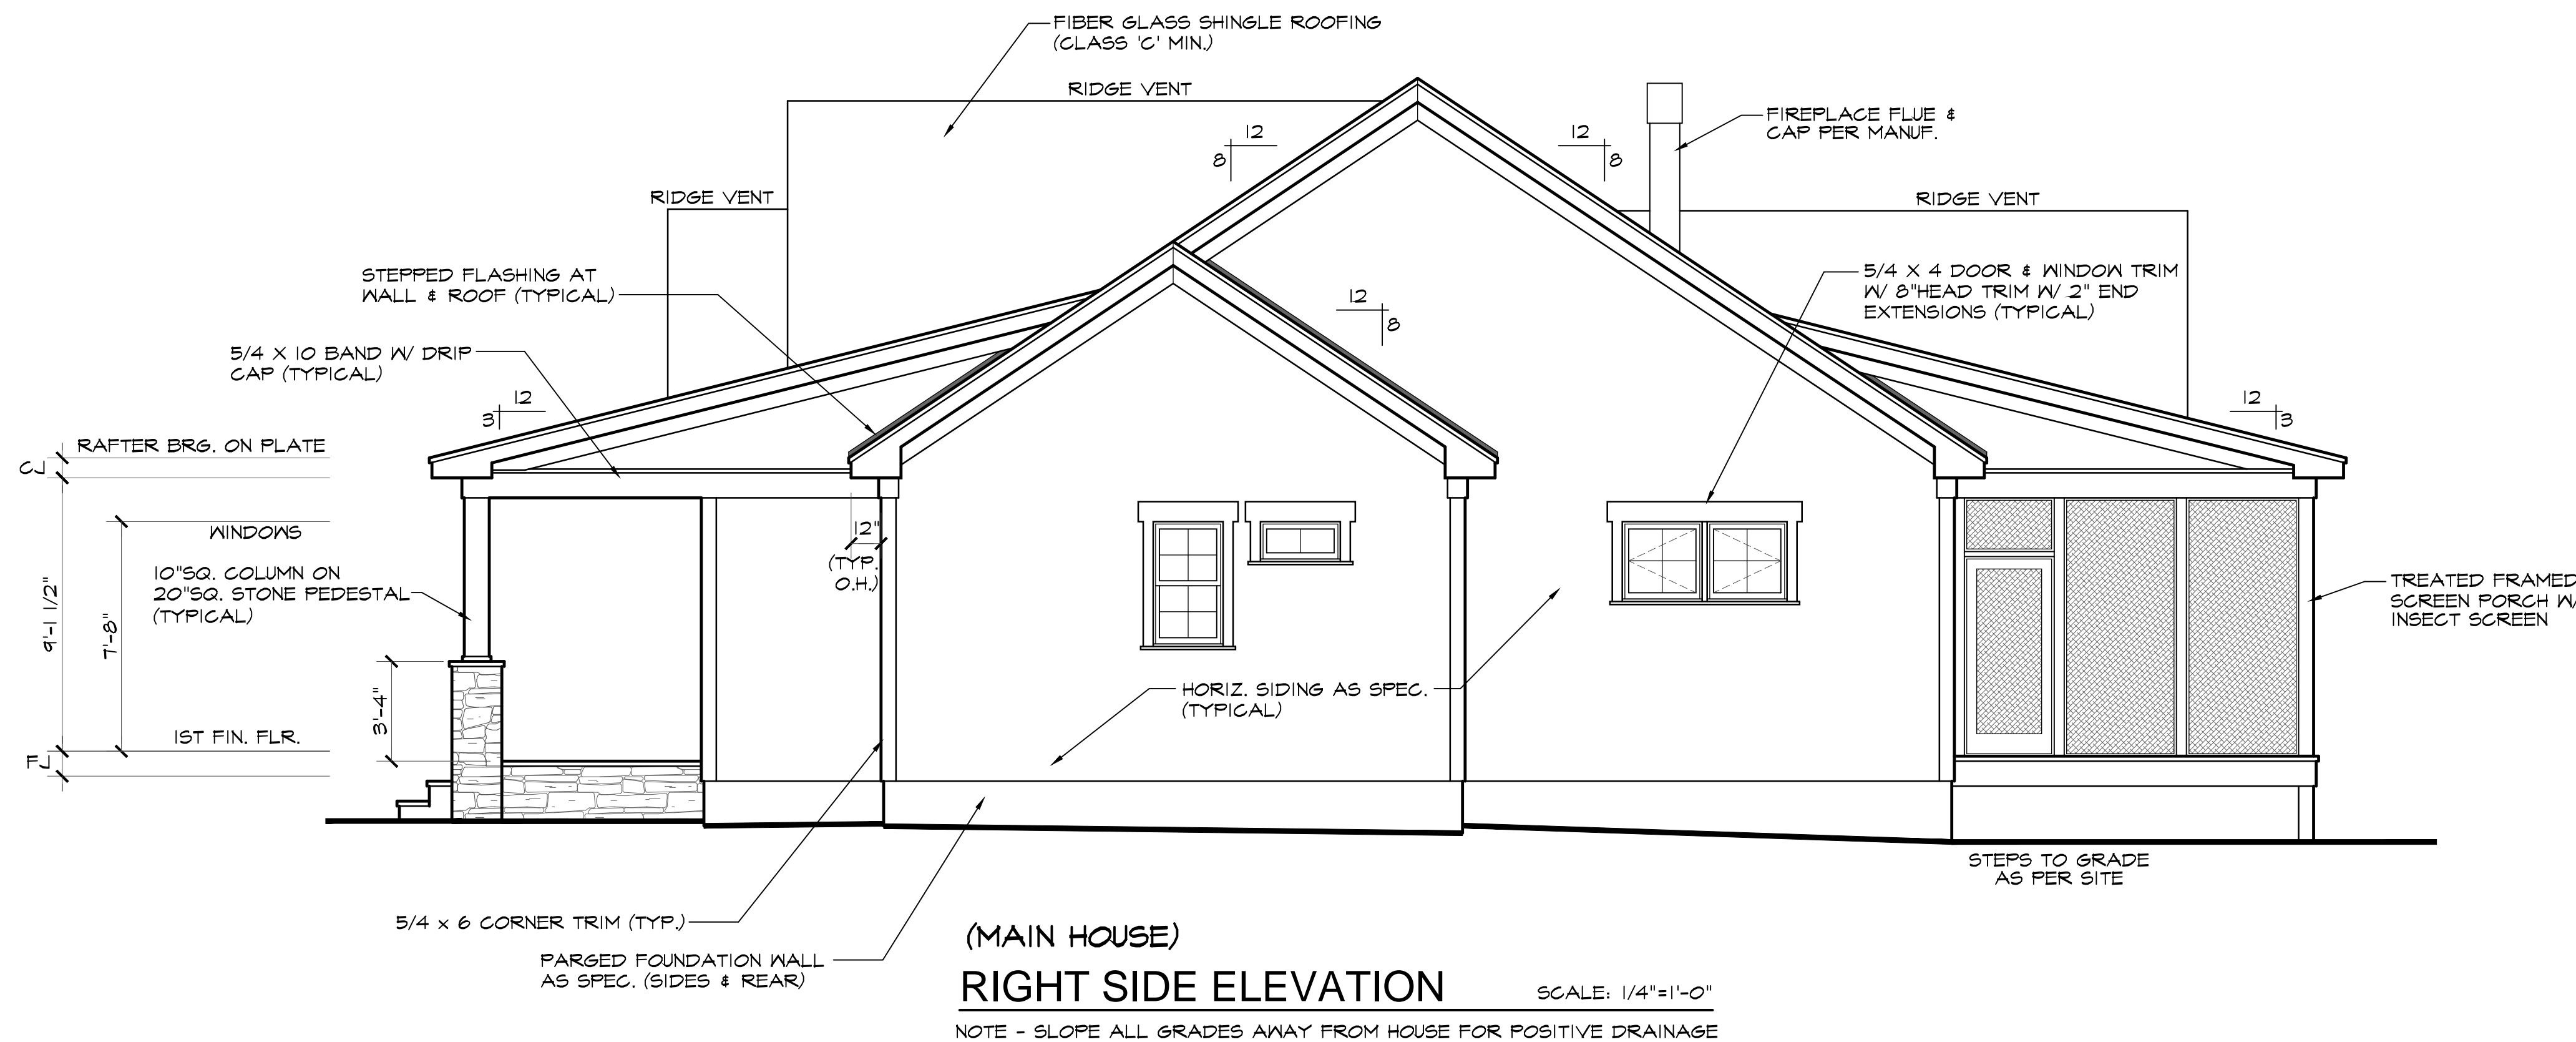 FIBER GLASS SHINGLE ROOFING
(CLASS 'C' MIN.)
RIDGE VENT
12
8
12
8
FIREPLACE FLUE &
CAP PER MANUF.
RIDGE VENT
RIDGE VENT
STEPPED FLASHING AT
WALL & ROOF (TYPICAL)
12
8
5/4 X 4 DOOR & WINDOW TRIM
W/ 8"HEAD TRIM W/ 2" END
EXTENSIONS (TYPICAL)
5/4 X 10 BAND W/ DRIP
CAP (TYPICAL)
12
3
12
3
RAFTER BRG. ON PLATE
CJ
WINDOWS
12"
(TYP.
O.H.)
10"SQ. COLUMN ON
20"SQ. STONE PEDESTAL
(TYPICAL)
9'-1 1/2"
7'-8"
3'-4"
TREATED FRAMED
SCREEN PORCH W/
INSECT SCREEN
HORIZ. SIDING AS SPEC.
(TYPICAL)
1ST FIN. FLR.
FJ
STEPS TO GRADE
AS PER SITE
5/4 x 6 CORNER TRIM (TYP.)
PARGED FOUNDATION WALL
AS SPEC. (SIDES & REAR)
(MAIN HOUSE)
RIGHT SIDE ELEVATION
SCALE: 1/4"=1'-0"
NOTE - SLOPE ALL GRADES AWAY FROM HOUSE FOR POSITIVE DRAINAGE